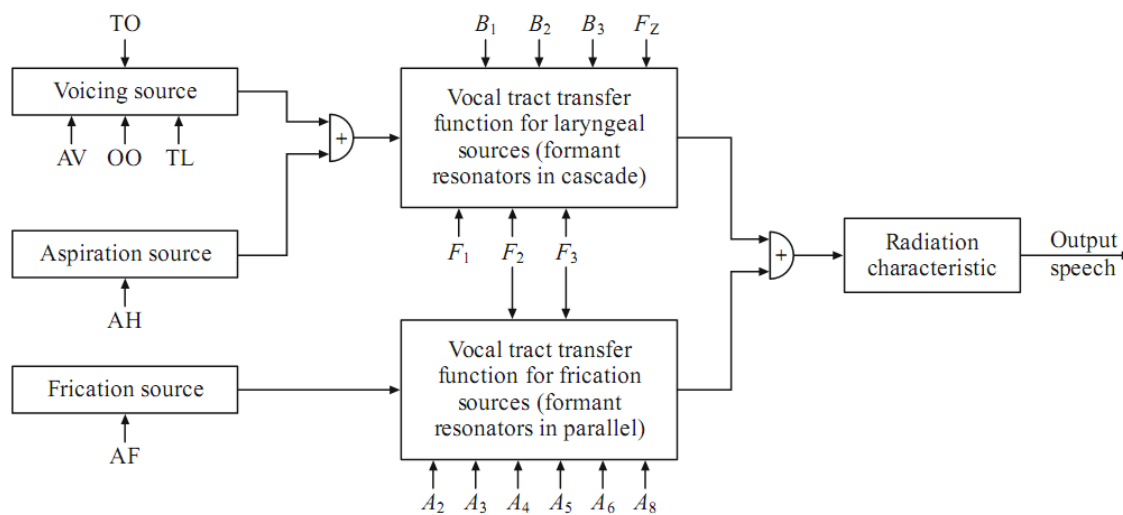 TO
B1 B2 B3 FZ
Voicing source
AV OO TL
Vocal tract transfer
function for laryngeal
sources (formant
resonators in cascade)
+
Aspiration source
AH
F1 F2 F3
+
Radiation
characteristic
Output
speech
Frication source
AF
Vocal tract transfer
function for frication
sources (formant
resonators in parallel)
A2 A3 A4 A5 A6 A8